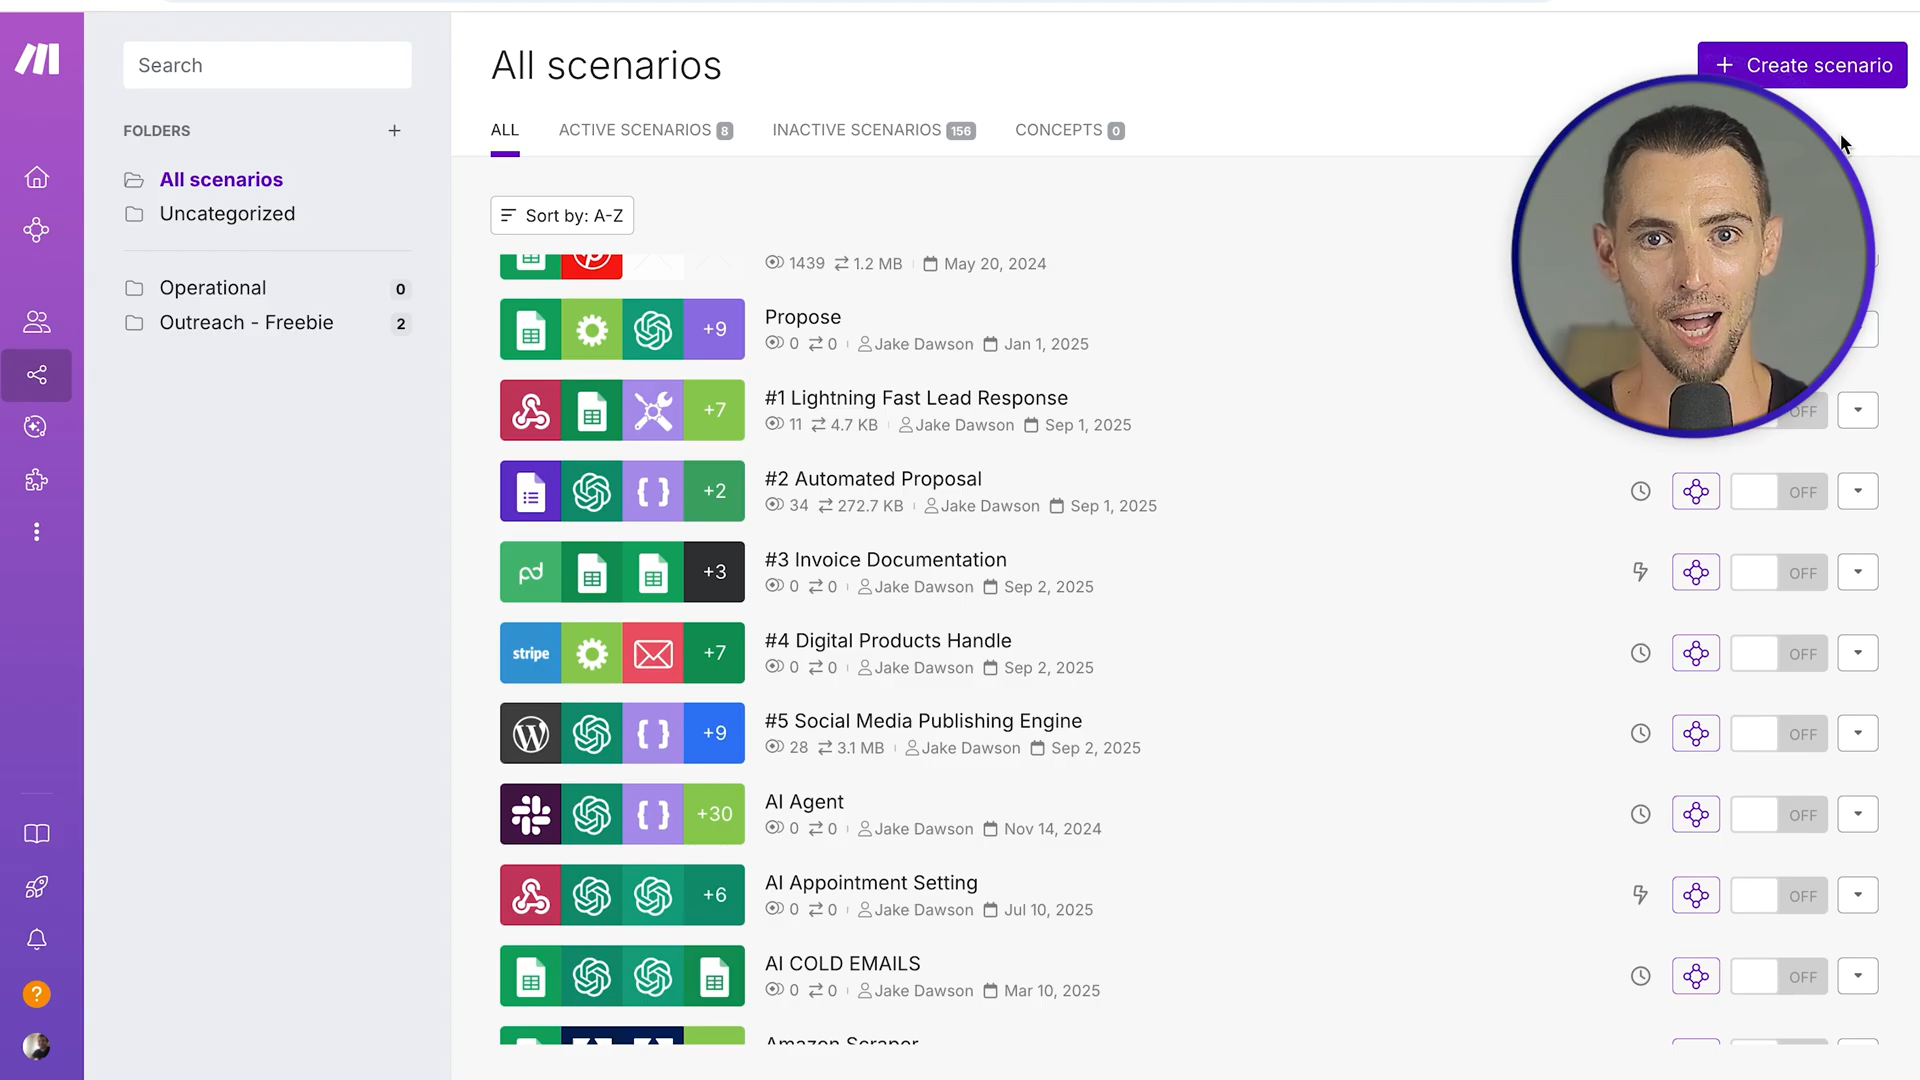 Search
All scenarios
+ Create scenario
FOLDERS +
ALL ACTIVE SCENARIOS 8 INACTIVE SCENARIOS 156 CONCEPTS 0
All scenarios
Uncategorized
Sort by: A-Z
Operational 0
Outreach - Freebie 2
1439 1.2 MB May 20, 2024
+9 Propose
0 0 Jake Dawson Jan 1, 2025
+7 #1 Lightning Fast Lead Response
11 4.7 KB Jake Dawson Sep 1, 2025
OFF
+2 #2 Automated Proposal
34 272.7 KB Jake Dawson Sep 1, 2025
OFF
pd +3 #3 Invoice Documentation
0 0 Jake Dawson Sep 2, 2025
OFF
stripe +7 #4 Digital Products Handle
0 0 Jake Dawson Sep 2, 2025
OFF
+9 #5 Social Media Publishing Engine
28 3.1 MB Jake Dawson Sep 2, 2025
OFF
+30 AI Agent
0 0 Jake Dawson Nov 14, 2024
OFF
+6 AI Appointment Setting
0 0 Jake Dawson Jul 10, 2025
OFF
AI COLD EMAILS
0 0 Jake Dawson Mar 10, 2025
OFF
Amazon Scraper
?